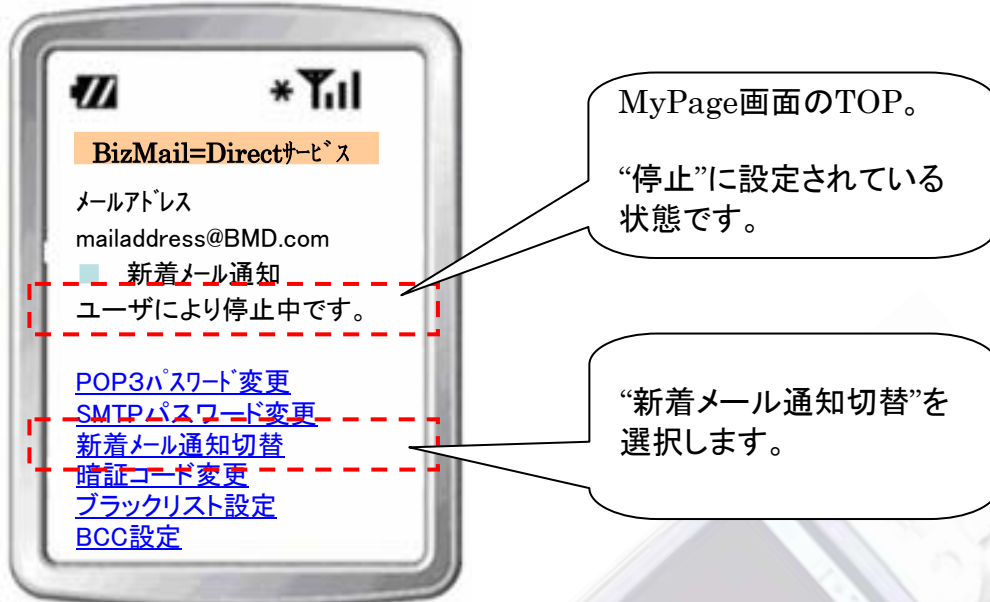 BizMail=Directｻｰﾋﾞｽ
ﾒｰﾙｱﾄﾞﾚｽ
mailaddress@BMD.com
新着ﾒｰﾙ通知
ユーザにより停止中です。
POP3ﾊﾟｽﾜｰﾄﾞ変更
SMTPパスワード変更
新着ﾒｰﾙ通知切替
暗証コード変更
ブラックリスト設定
BCC設定
MyPage画面のTOP。
“停止”に設定されている
状態です。
“新着メール通知切替”を
選択します。